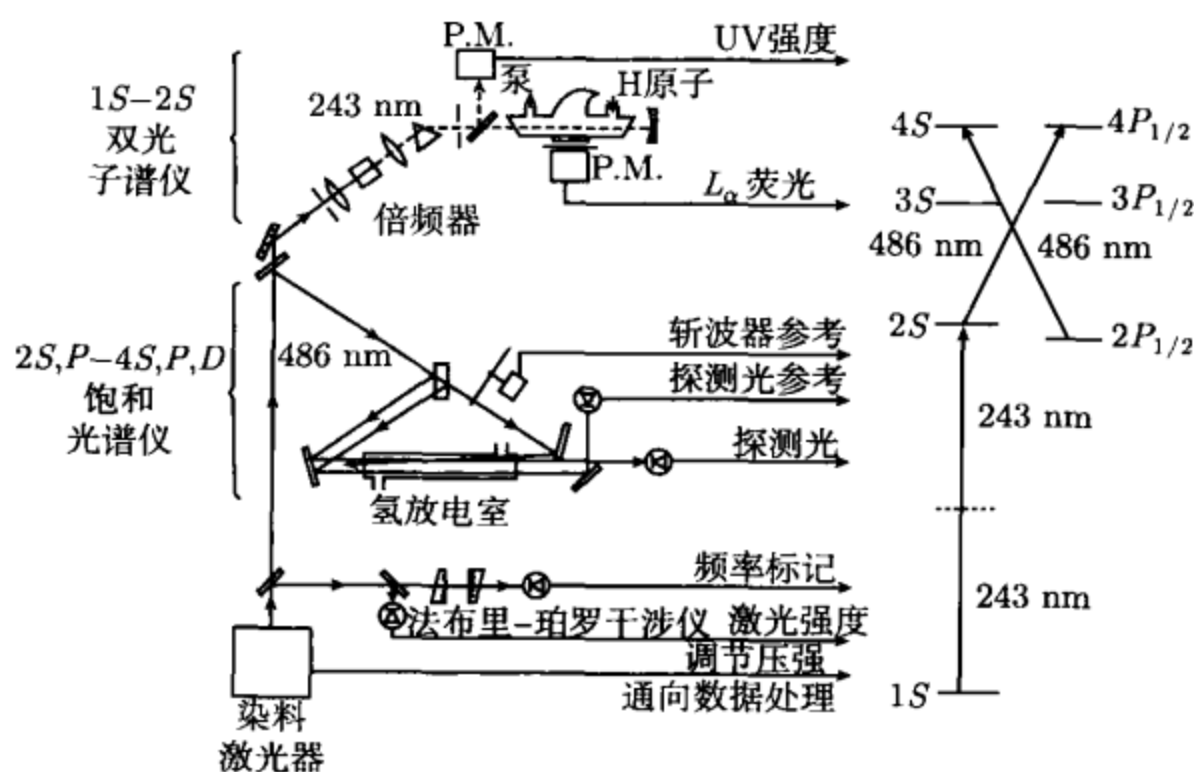 P.M.
UV强度
泵
H原子
1S−2S
双光
子谱仪
243 nm
P.M.
Lα 荧光
倍频器
4S
4P1/2
3S
3P1/2
486 nm
486 nm
2S
2P1/2
斩波器参考
2S,P−4S,P,D
饱和
光谱仪
486 nm
探测光参考
243 nm
探测光
氢放电室
频率标记
243 nm
法布里−珀罗干涉仪
激光强度
调节压强
通向数据处理
1S
染料
激光器